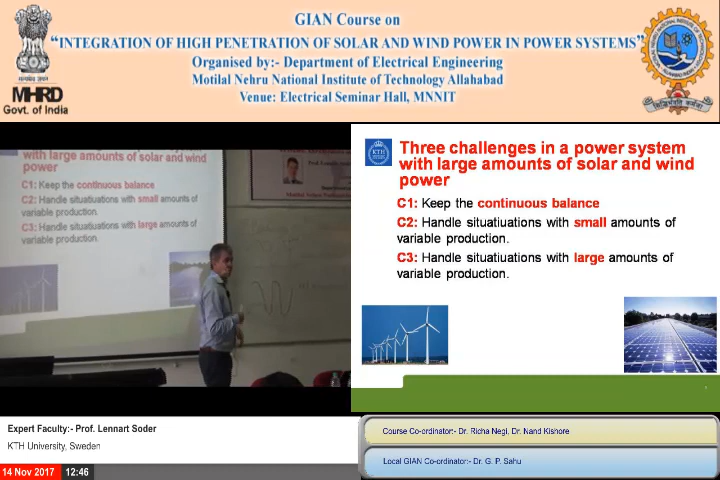 GIAN Course on
"INTEGRATION OF HIGH PENETRATION OF SOLAR AND WIND POWER IN POWER SYSTEMS"
Organised by:- Department of Electrical Engineering
Motilal Nehru National Institute of Technology Allahabad
Venue: Electrical Seminar Hall, MNNIT
सत्यमेव जयते
MHRD
Govt. of India
with large amounts of solar and wind
power
C1: Keep the continuous balance
C2: Handle situatiuations with small amounts of
variable production.
C3: Handle situatiuations with large amounts of
variable production.
KTH
Three challenges in a power system
with large amounts of solar and wind
power
C1: Keep the continuous balance
C2: Handle situatiuations with small amounts of
variable production.
C3: Handle situatiuations with large amounts of
variable production.
Expert Faculty:- Prof. Lennart Soder
KTH University, Sweden
14 Nov 2017 12:46
Course Co-ordinator:- Dr. Richa Negi, Dr. Nand Kishore
Local GIAN Co-ordinator:- Dr. G. P. Sahu